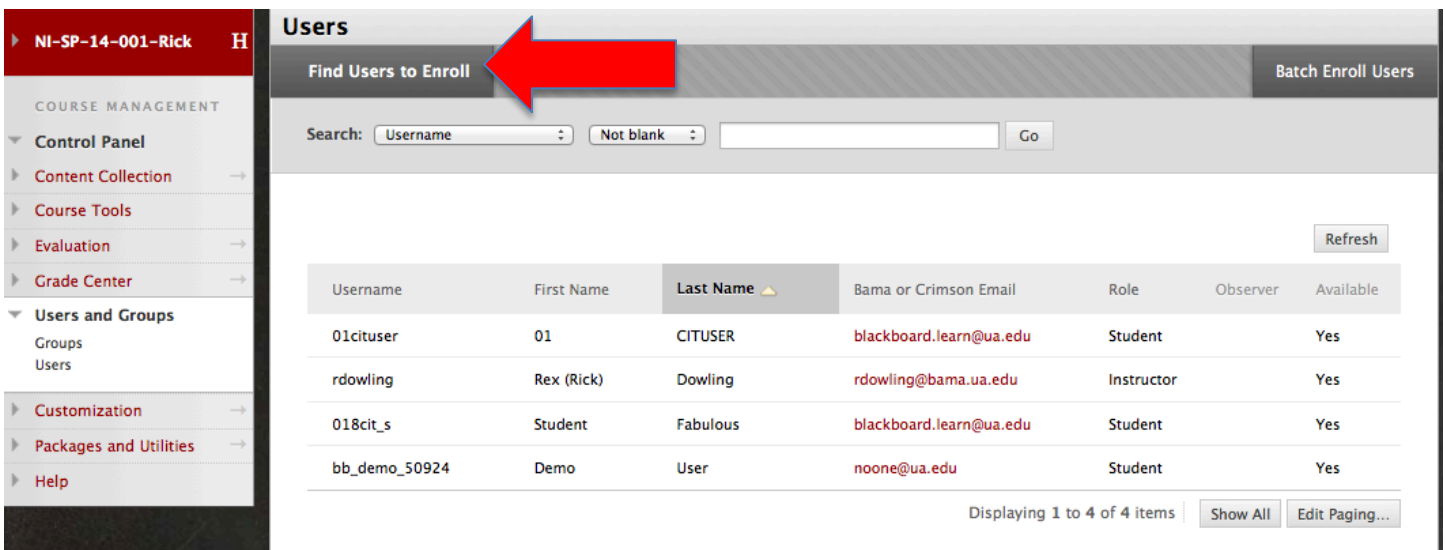 NI-SP-14-001-Rick H
COURSE MANAGEMENT
Control Panel
Content Collection
Course Tools
Evaluation
Grade Center
Users and Groups
Groups
Users
Customization
Packages and Utilities
Help
Users
Find Users to Enroll Batch Enroll Users
Search: Username Not blank Go
Refresh
Username First Name Last Name Bama or Crimson Email Role Observer Available
01cituser 01 CITUSER blackboard.learn@ua.edu Student Yes
rdowling Rex (Rick) Dowling rdowling@bama.ua.edu Instructor Yes
018cit_s Student Fabulous blackboard.learn@ua.edu Student Yes
bb_demo_50924 Demo User noone@ua.edu Student Yes
Displaying 1 to 4 of 4 items Show All Edit Paging...